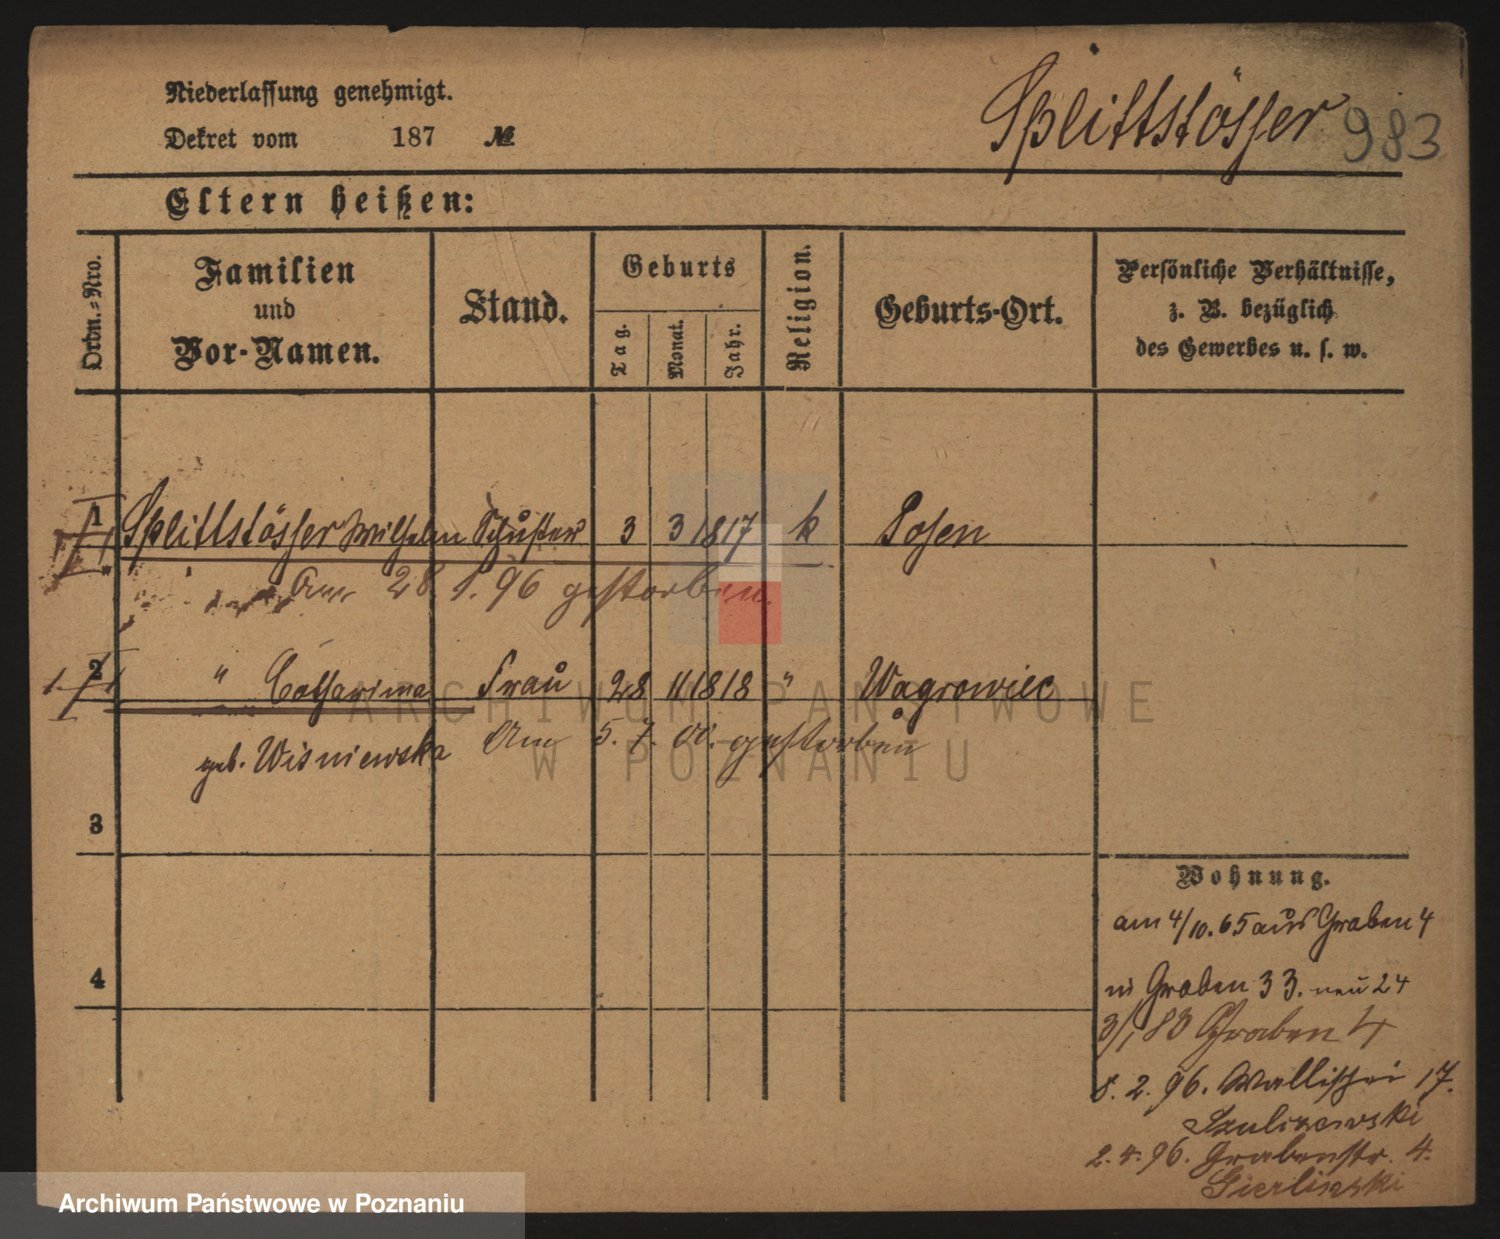 Niederlassung genehmigt.
Dekret vom 187 №
Splittstösser 983
Eltern heißen:
Ordn.-Nro.
Familien
und
Vor-Namen.
Stand.
Geburts
Tag.
Monat.
Jahr.
Religion.
Geburts-Ort.
Persönliche Verhältnisse,
z. B. bezüglich
des Gewerbes u. s. w.
1 Splittstösser Wilhelm Schuster 3 3 1817 k Posen
Am 28. 1. 96 gestorben.
2 " Catharina Frau 28 11 1818 " Wagrowiec
geb. Wisniewska Am 5. 7. 00. gestorben
3
4
Wohnung.
am 4/10. 65 aus Graben 4
n Graben 33. neu 24
3/1 83 Graben 4
8. 2. 96. Wallischei 17.
Szulczewski
2. 4. 96. Grabenstr. 4.
ARCHIWUM PAŃSTWOWE
W POZNANIU
Archiwum Państwowe w Poznaniu